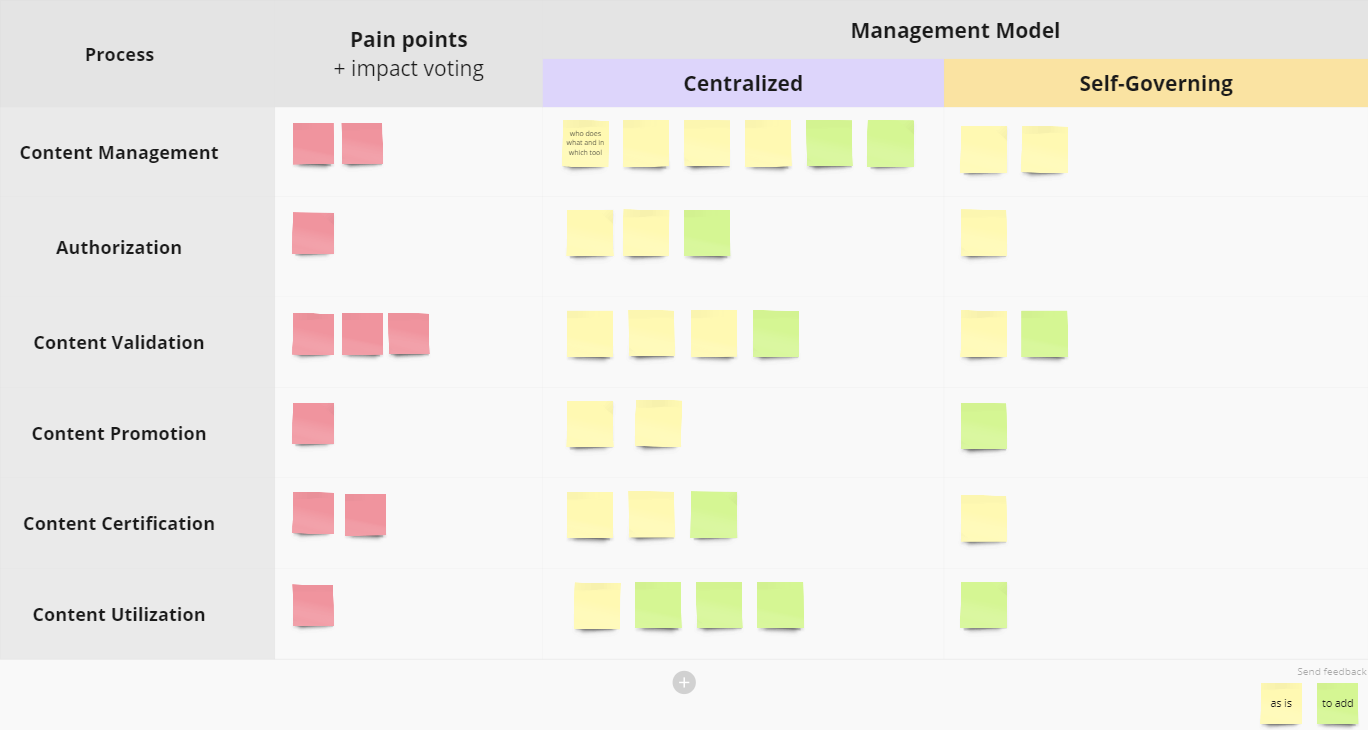 Process
Pain points
+ impact voting
Management Model
Centralized
Self-Governing
Content Management
who does
what and in
which tool
Authorization
Content Validation
Content Promotion
Content Certification
Content Utilization
Send feedback
as is
to add